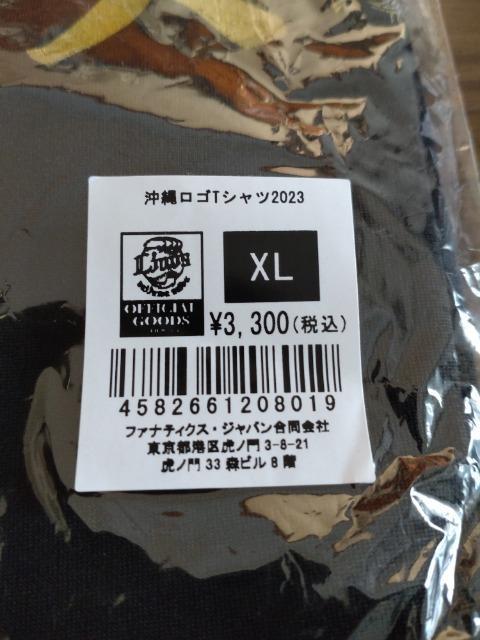 沖縄ロゴTシャツ2023
Lions
OFFICIAL
GOODS
XL
¥3,300(税込)
4582661208019
ファナティクス・ジャパン合同会社
東京都港区虎ノ門 3-8-21
虎ノ門 33 森ビル 8 階